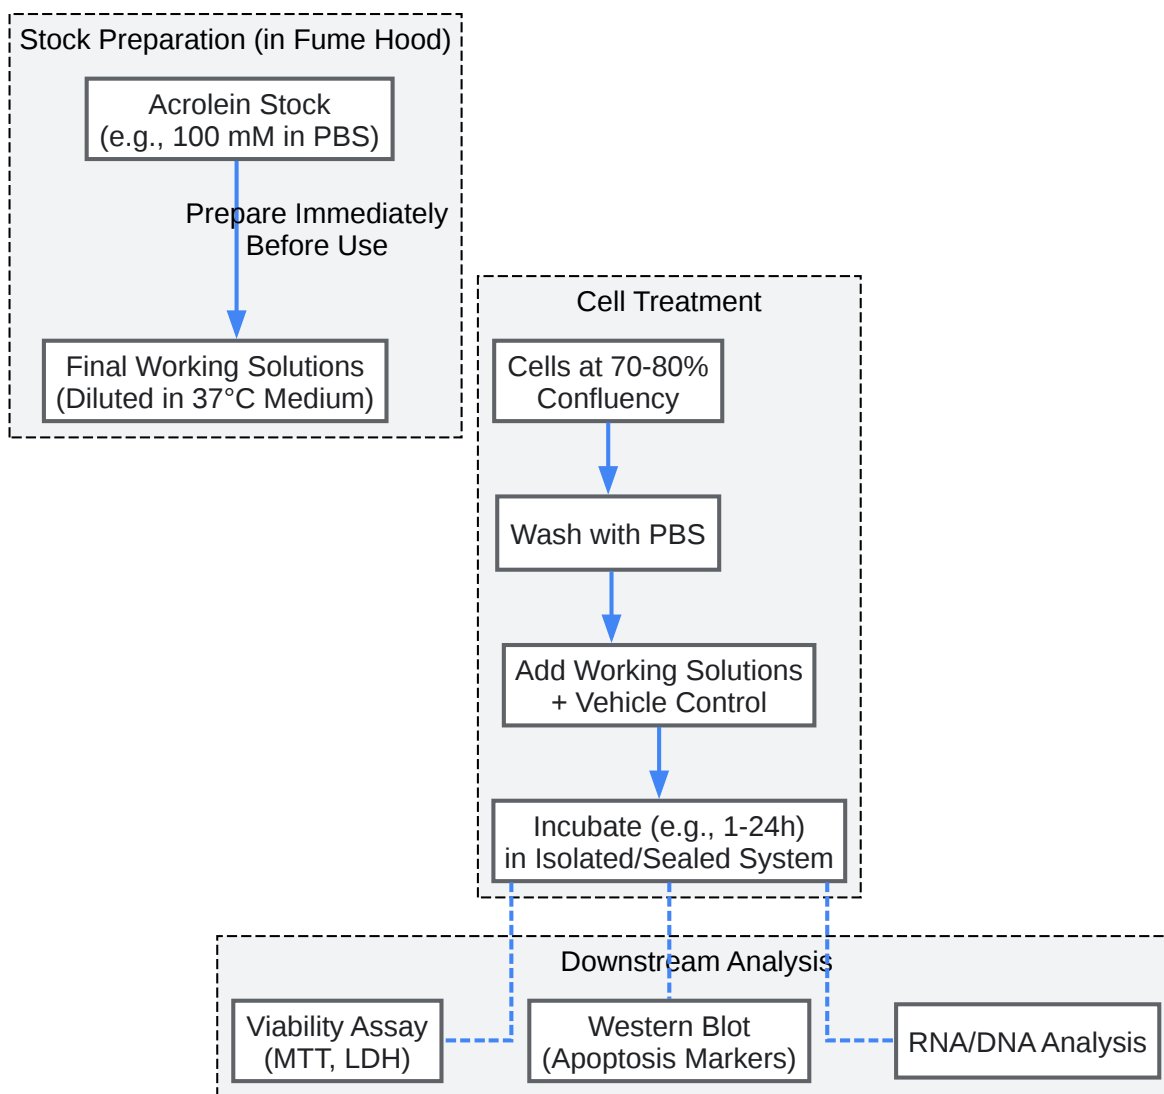 Stock Preparation (in Fume Hood)
Acrolein Stock
(e.g., 100 mM in PBS)
Prepare Immediately
Before Use
Final Working Solutions
(Diluted in 37°C Medium)
Cell Treatment
Cells at 70-80%
Confluency
Wash with PBS
Add Working Solutions
+ Vehicle Control
Incubate (e.g., 1-24h)
in Isolated/Sealed System
Downstream Analysis
Viability Assay
(MTT, LDH)
Western Blot
(Apoptosis Markers)
RNA/DNA Analysis